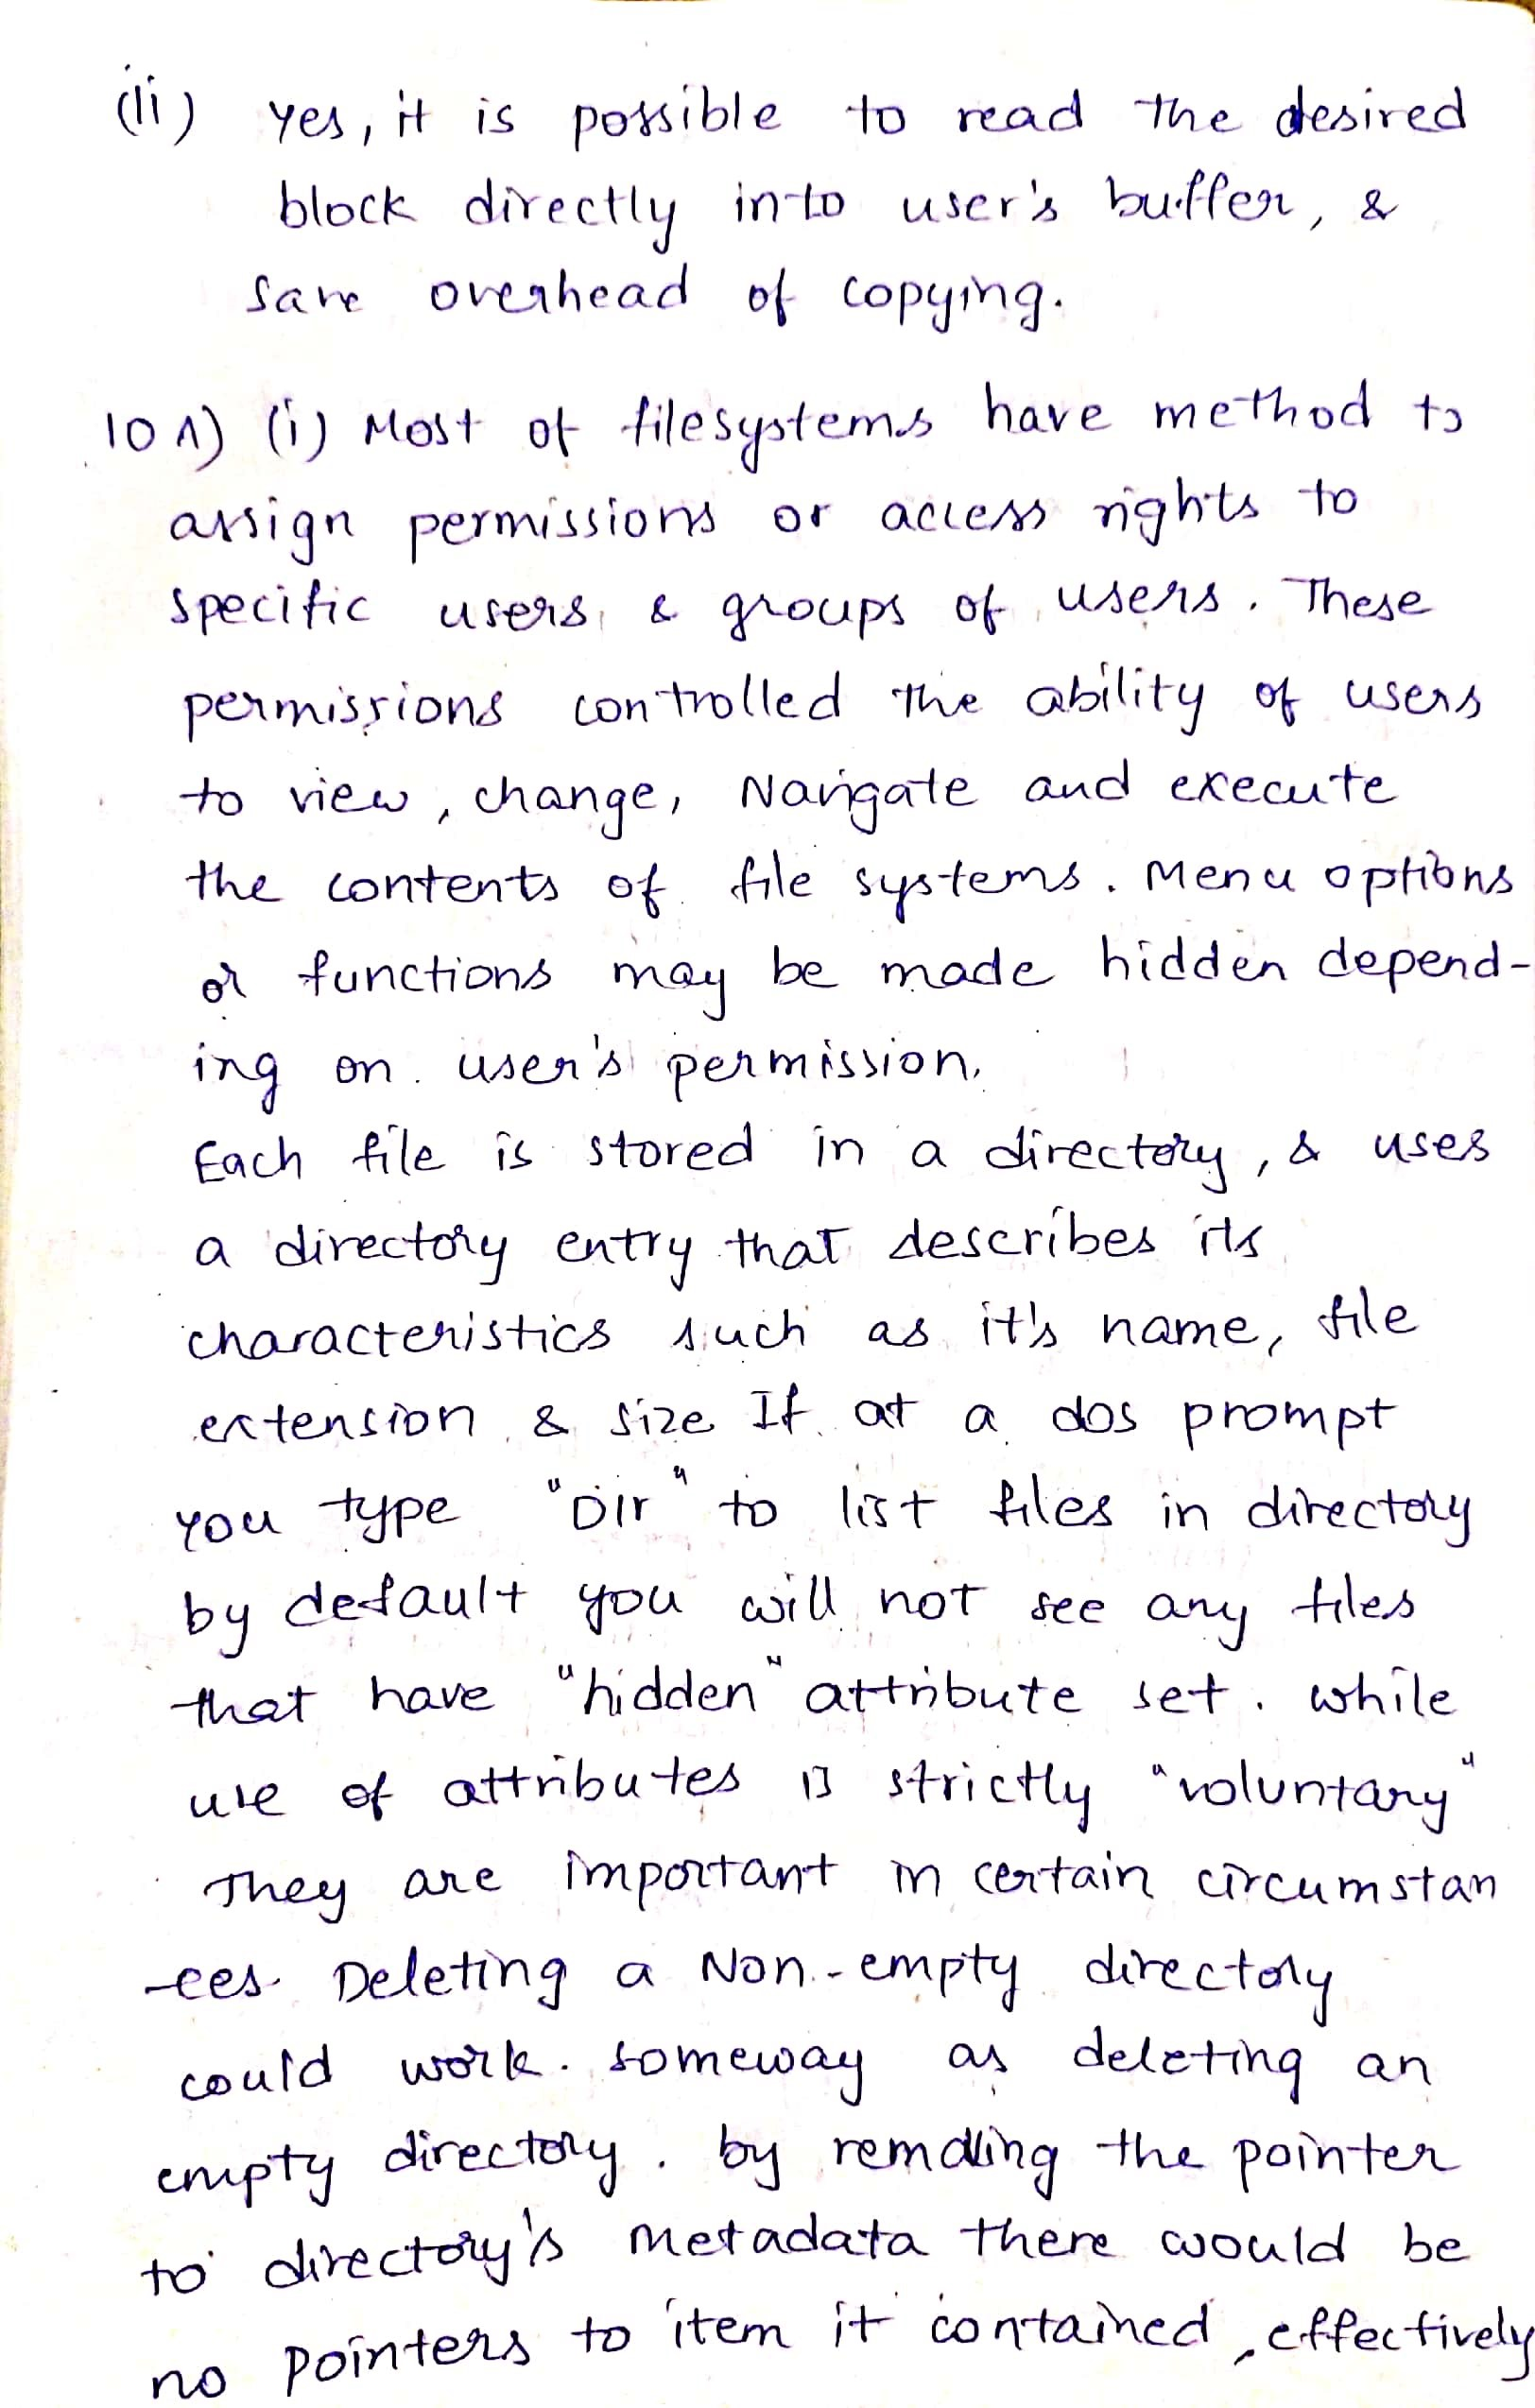 (ii) yes, it is possible to read the desired
block directly into user's buffer, &
save overhead of copying.
10 A) (i) Most of filesystems have method to
assign permissions or access rights to
specific users, & groups of users. These
permissions controlled the ability of users
to view, change, Navigate and execute
the contents of file systems. Menu options
or functions may be made hidden depend-
ing on user's permission.
Each file is stored in a directory, & uses
a directory entry that describes its
characteristics such as it's name, file
extension & size If at a dos prompt
you type "Dir" to list files in directory
by default you will not see any files
that have "hidden" attribute set. while
use of attributes is strictly "voluntary"
They are important in certain circumstan
-ces. Deleting a Non-empty directory
could work. someway as deleting an
empty directory. by remoling the pointer
to directory's metadata there would be
no pointers to item it contained, effectively